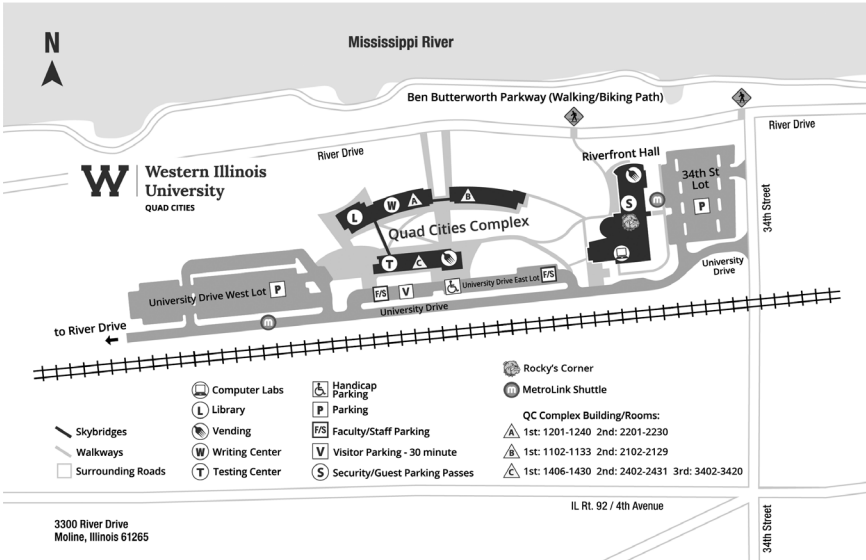 N
Mississippi River
Ben Butterworth Parkway (Walking/Biking Path)
River Drive
River Drive
Riverfront Hall
W
Western Illinois
University
QUAD CITIES
34th St
Lot
P
34th Street
S
m
L
W
A
B
Quad Cities Complex
T
C
University Drive West Lot
P
F/S
V
University Drive East Lot
F/S
University Drive
University
Drive
to River Drive
m
Rocky's Corner
m
MetroLink Shuttle
Computer Labs
Handicap
Parking
L
Library
P
Parking
Vending
F/S
Faculty/Staff Parking
W
Writing Center
V
Visitor Parking - 30 minute
T
Testing Center
S
Security/Guest Parking Passes
Skybridges
Walkways
Surrounding Roads
QC Complex Building/Rooms:
A 1st: 1201-1240 2nd: 2201-2230
B 1st: 1102-1133 2nd: 2102-2129
C 1st: 1406-1430 2nd: 2402-2431 3rd: 3402-3420
IL Rt. 92 / 4th Avenue
34th Street
3300 River Drive
Moline, Illinois 61265